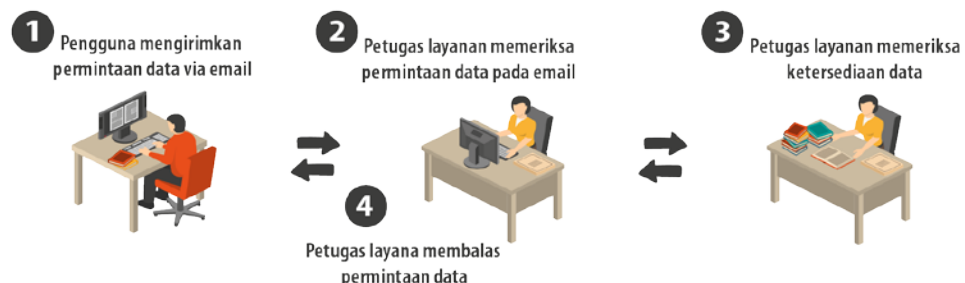 1 Pengguna mengirimkan
permintaan data via email
2 Petugas layanan memeriksa
permintaan data pada email
3 Petugas layanan memeriksa
ketersediaan data
4
Petugas layana membalas
permintaan data